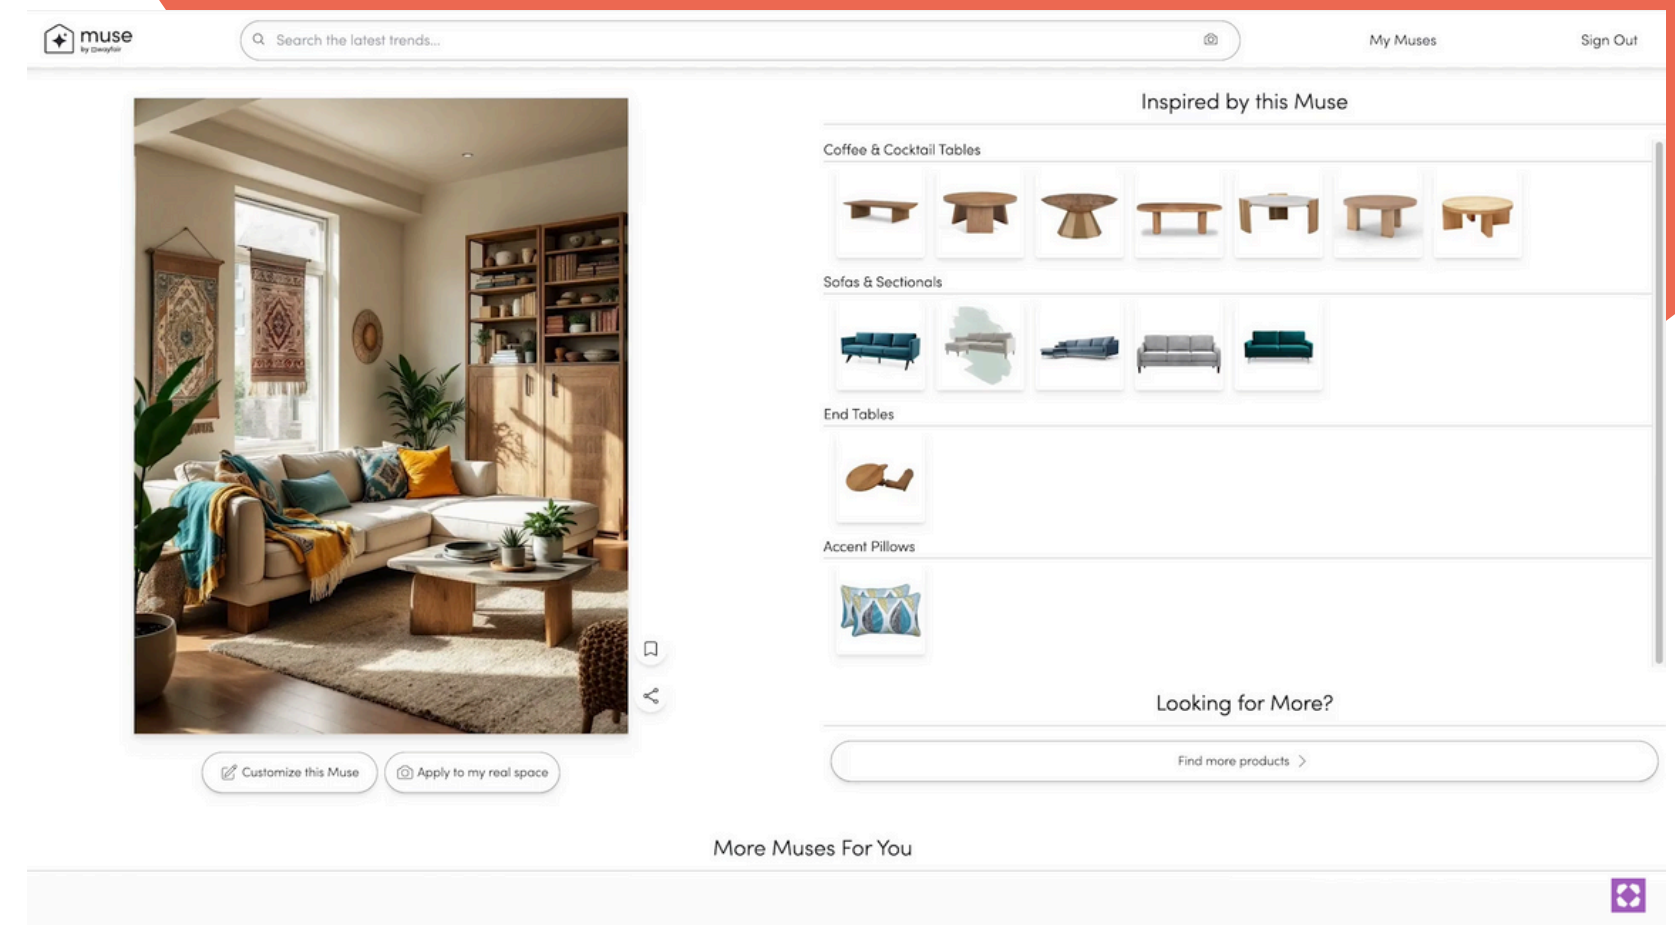 muse
by wayfair
Search the latest trends...
My Muses
Sign Out
Inspired by this Muse
Coffee & Cocktail Tables
Sofas & Sectionals
End Tables
Accent Pillows
Looking for More?
Find more products
Customize this Muse
Apply to my real space
More Muses For You